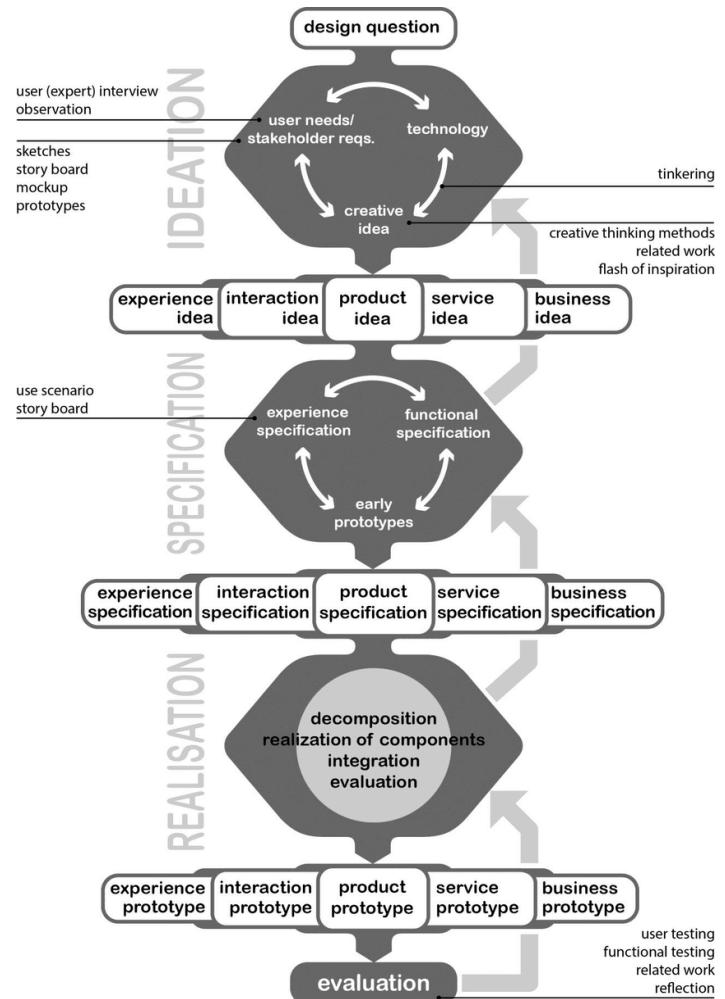 design question
IDEATION
user (expert) interview
observation
sketches
story board
mockup
prototypes
user needs/
stakeholder reqs.
technology
creative
idea
tinkering
creative thinking methods
related work
flash of inspiration
experience
idea
interaction
idea
product
idea
service
idea
business
idea
SPECIFICATION
use scenario
story board
experience
specification
functional
specification
early
prototypes
experience
specification
interaction
specification
product
specification
service
specification
business
specification
REALISATION
decomposition
realization of components
integration
evaluation
experience
prototype
interaction
prototype
product
prototype
service
prototype
business
prototype
evaluation
user testing
functional testing
related work
reflection